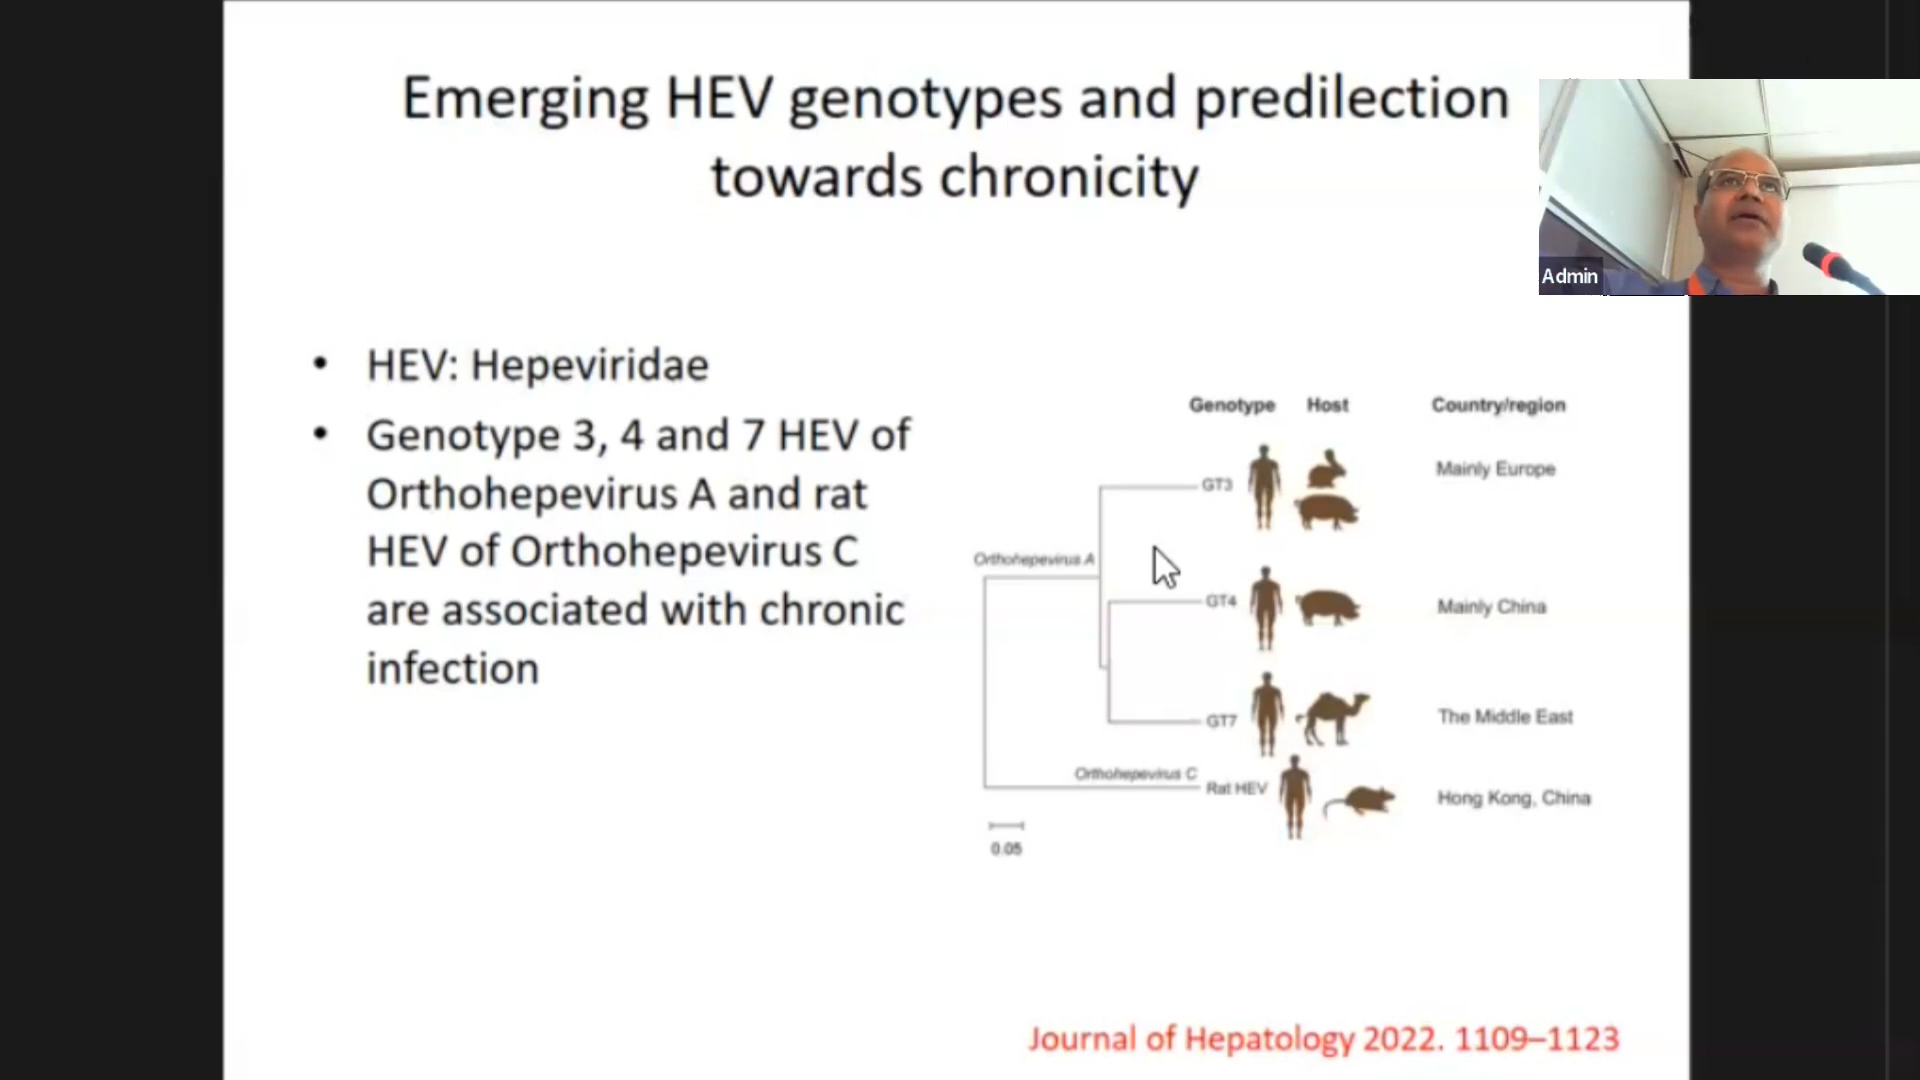 Emerging HEV genotypes and predilection
towards chronicity
Admin
• HEV: Hepeviridae
• Genotype 3, 4 and 7 HEV of
Orthohepevirus A and rat
HEV of Orthohepevirus C
are associated with chronic
infection
Genotype Host Country/region
GT3 Mainly Europe
Orthohepevirus A
GT4 Mainly China
GT7 The Middle East
Orthohepevirus C
Rat HEV Hong Kong, China
0.05
Journal of Hepatology 2022. 1109–1123